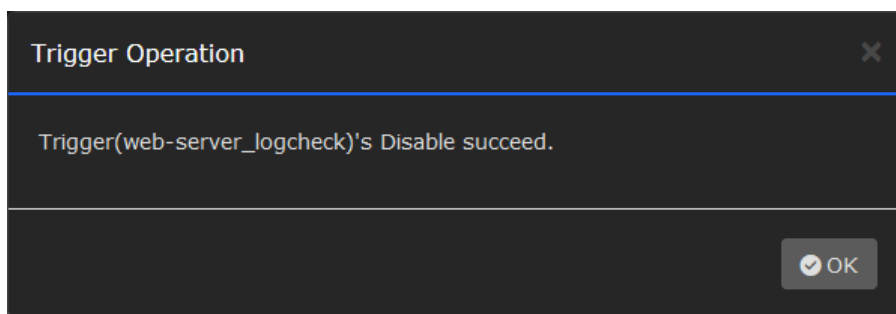 Trigger Operation
Trigger(web-server_logcheck)'s Disable succeed.
OK